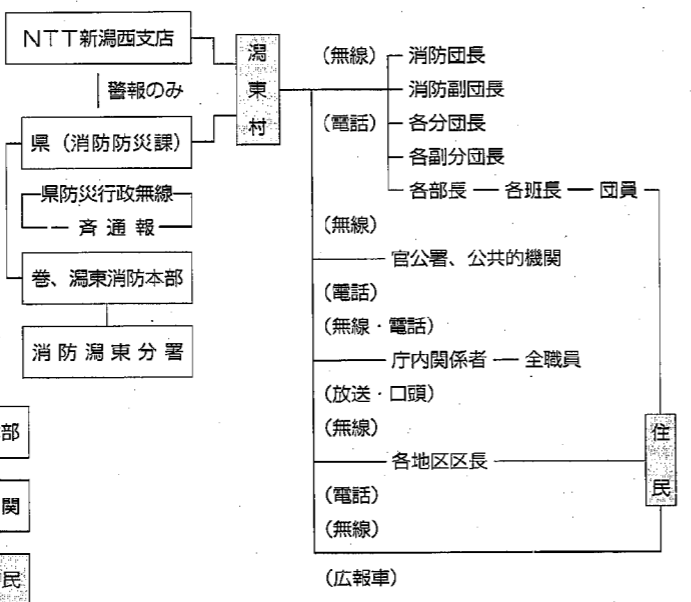 NTT新潟西支店
警報のみ
県（消防防災課）
県防災行政無線
一斉通報
巻、潟東消防本部
消防潟東分署
部
関
民
潟東村
（無線）
消防団長
消防副団長
（電話）
各分団長
各副分団長
各部長 各班長 団員
（無線）
官公署、公共的機関
（電話）
（無線・電話）
庁内関係者 全職員
（放送・口頭）
（無線）
各地区区長
（電話）
（無線）
（広報車）
住民